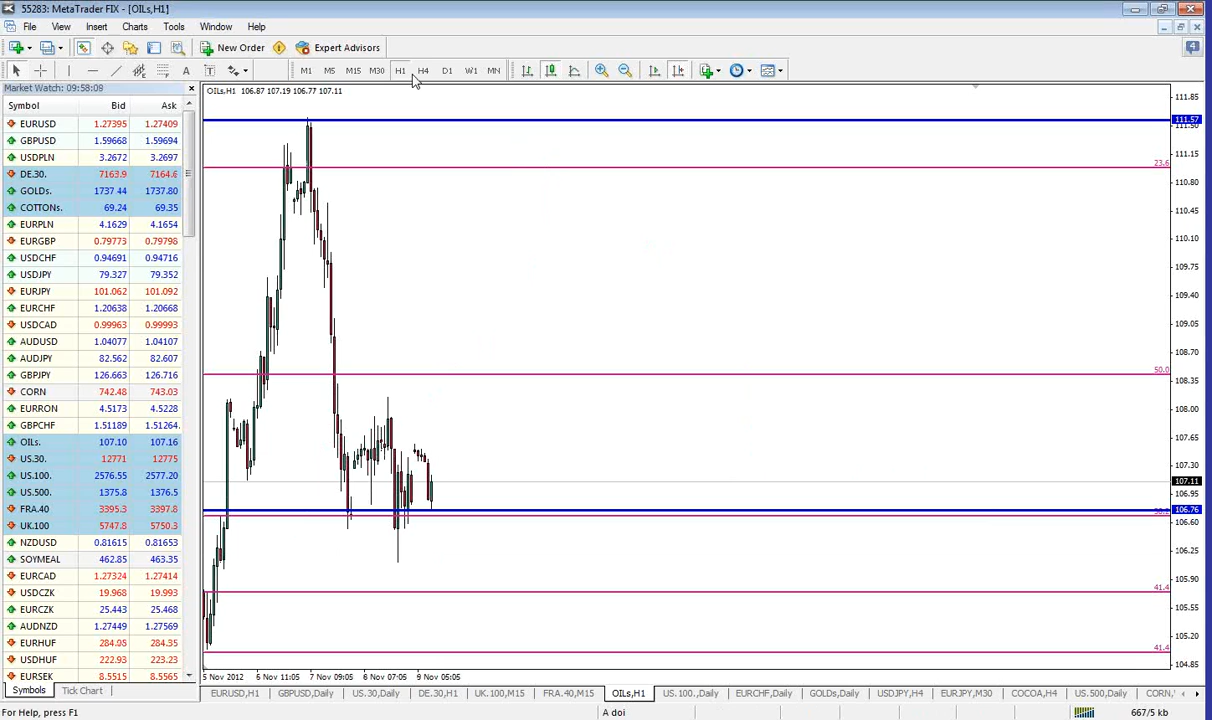 55283: MetaTrader FIX - [OILs,H1]
File View Insert Charts Tools Window Help
New Order Expert Advisors 4
A T M1 M5 M15 M30 H1 H4 D1 W1 MN
Market Watch: 09:58:09
Symbol Bid Ask
EURUSD 1.27395 1.27409
GBPUSD 1.59668 1.59694
USDPLN 3.2672 3.2697
DE.30. 7163.9 7164.6
GOLDs. 1737.44 1737.80
COTTONs. 69.24 69.35
EURPLN 4.1629 4.1654
EURGBP 0.79773 0.79798
USDCHF 0.94691 0.94716
USDJPY 79.327 79.352
EURJPY 101.062 101.092
EURCHF 1.20638 1.20668
USDCAD 0.99963 0.99993
AUDUSD 1.04077 1.04107
AUDJPY 82.562 82.607
GBPJPY 126.663 126.716
CORN 742.48 743.03
EURRON 4.5173 4.5228
GBPCHF 1.51189 1.51264
OILs. 107.10 107.16
US.30. 12771 12775
US.100. 2576.55 2577.20
US.500. 1375.8 1376.5
FRA.40 3395.3 3397.8
UK.100 5747.8 5750.3
NZDUSD 0.81615 0.81653
SOYMEAL 462.85 463.35
EURCAD 1.27324 1.27414
USDCZK 19.968 19.993
EURCZK 25.443 25.468
AUDNZD 1.27449 1.27569
EURHUF 284.93 285.38
USDHUF 222.93 223.23
EURSEK 8.5515 8.5565
Symbols Tick Chart
OILs,H1 106.87 107.19 106.77 107.11
111.85
111.57
111.50
111.15
23.6
110.80
110.45
110.10
109.75
109.40
109.05
108.70
50.0
108.35
108.00
107.65
107.30
107.11
106.95
106.76
106.60
106.25
105.90
41.4
105.55
105.20
41.4
104.85
5 Nov 2012 6 Nov 11:05 7 Nov 09:05 8 Nov 07:05 9 Nov 05:05
EURUSD,H1 GBPUSD,Daily US.30,Daily DE.30,H1 UK.100,M15 FRA.40,M15 OILs,H1 US.100.,Daily EURCHF,Daily GOLDs,Daily USDJPY,H4 EURJPY,M30 COCOA,H4 US.500,Daily CORN,
For Help, press F1 A doi 667/5 kb